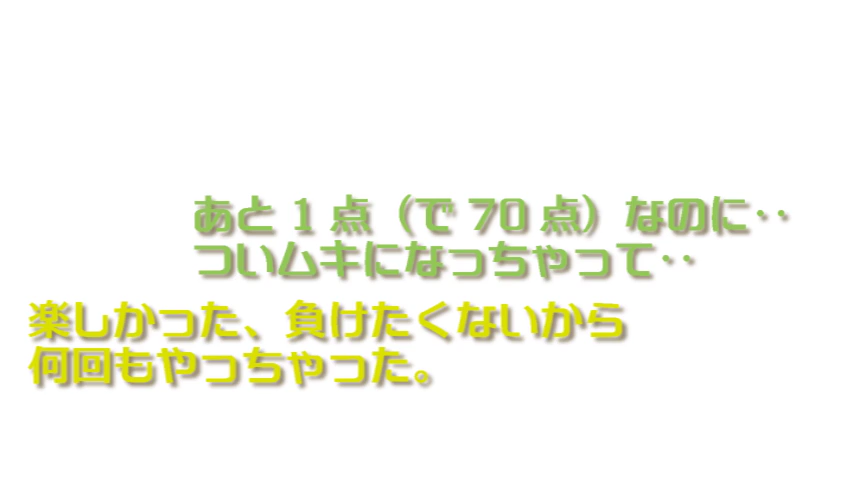 あと 1 点（で 70 点）なのに‥
ついムキになっちゃって‥
楽しかった、負けたくないから
何回もやっちゃった。